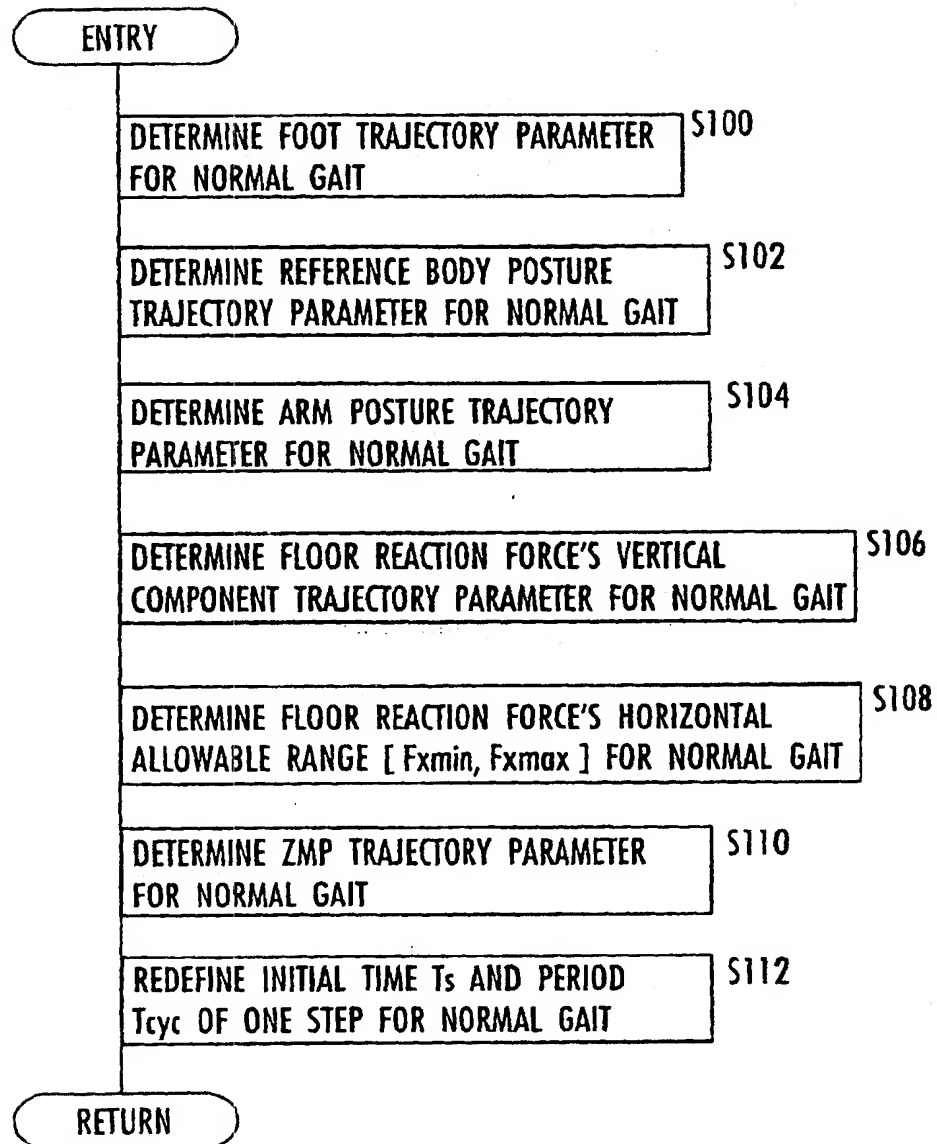 ENTRY
S100
DETERMINE FOOT TRAJECTORY PARAMETER
FOR NORMAL GAIT
S102
DETERMINE REFERENCE BODY POSTURE
TRAJECTORY PARAMETER FOR NORMAL GAIT
S104
DETERMINE ARM POSTURE TRAJECTORY
PARAMETER FOR NORMAL GAIT
S106
DETERMINE FLOOR REACTION FORCE'S VERTICAL
COMPONENT TRAJECTORY PARAMETER FOR NORMAL GAIT
S108
DETERMINE FLOOR REACTION FORCE'S HORIZONTAL
ALLOWABLE RANGE [ Fxmin, Fxmax ] FOR NORMAL GAIT
S110
DETERMINE ZMP TRAJECTORY PARAMETER
FOR NORMAL GAIT
S112
REDEFINE INITIAL TIME Ts AND PERIOD
Tcyc OF ONE STEP FOR NORMAL GAIT
RETURN